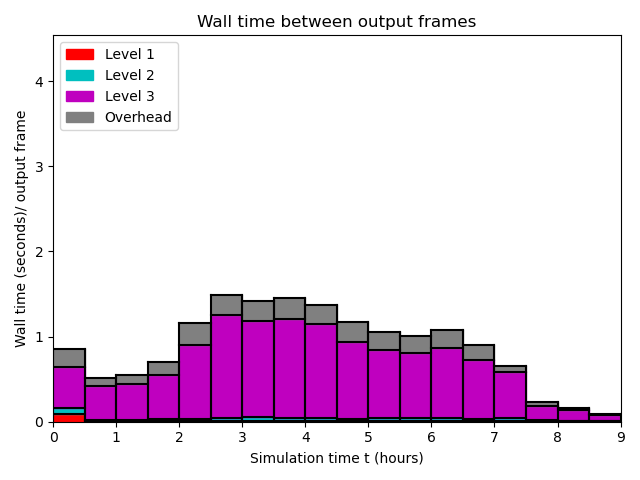 Wall time between output frames
Level 1
Level 2
Level 3
Overhead
Wall time (seconds)/ output frame
4
3
2
1
0
0 1 2 3 4 5 6 7 8 9
Simulation time t (hours)